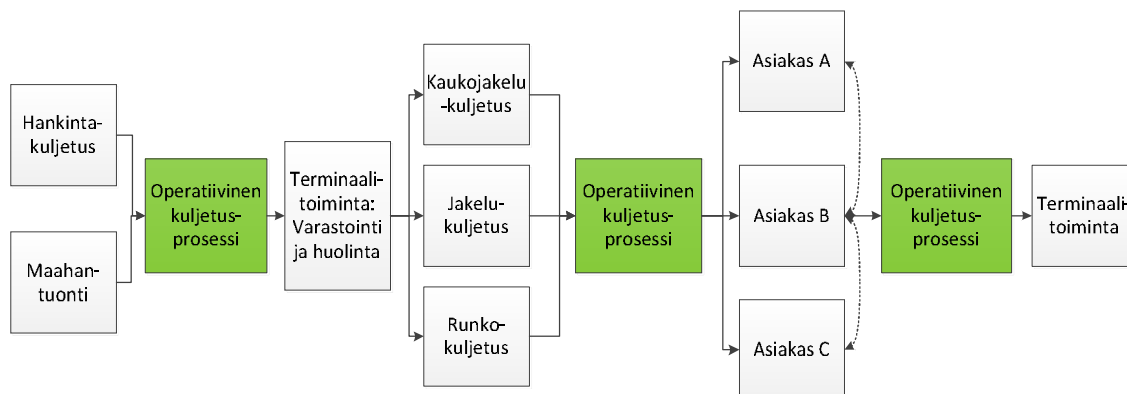 Hankinta-
kuljetus
Maahan-
tuonti
Operatiivinen
kuljetus-
prosessi
Terminaali-
toiminta:
Varastointi
ja huolinta
Kaukojakelu
-kuljetus
Jakelu-
kuljetus
Runko-
kuljetus
Operatiivinen
kuljetus-
prosessi
Asiakas A
Asiakas B
Asiakas C
Operatiivinen
kuljetus-
prosessi
Terminaali-
toiminta